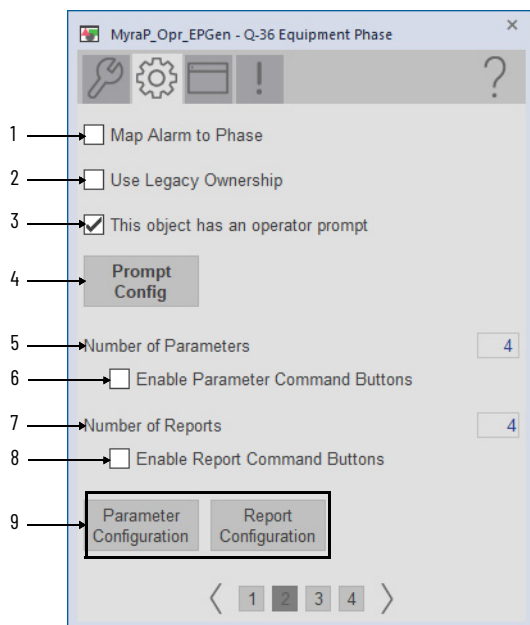 MyraP_Opr_EPGen - Q-36 Equipment Phase
×
!
?
1 Map Alarm to Phase
2 Use Legacy Ownership
3 This object has an operator prompt
4 Prompt
Config
5 Number of Parameters 4
6 Enable Parameter Command Buttons
7 Number of Reports 4
8 Enable Report Command Buttons
9 Parameter
Configuration
Report
Configuration
1 2 3 4